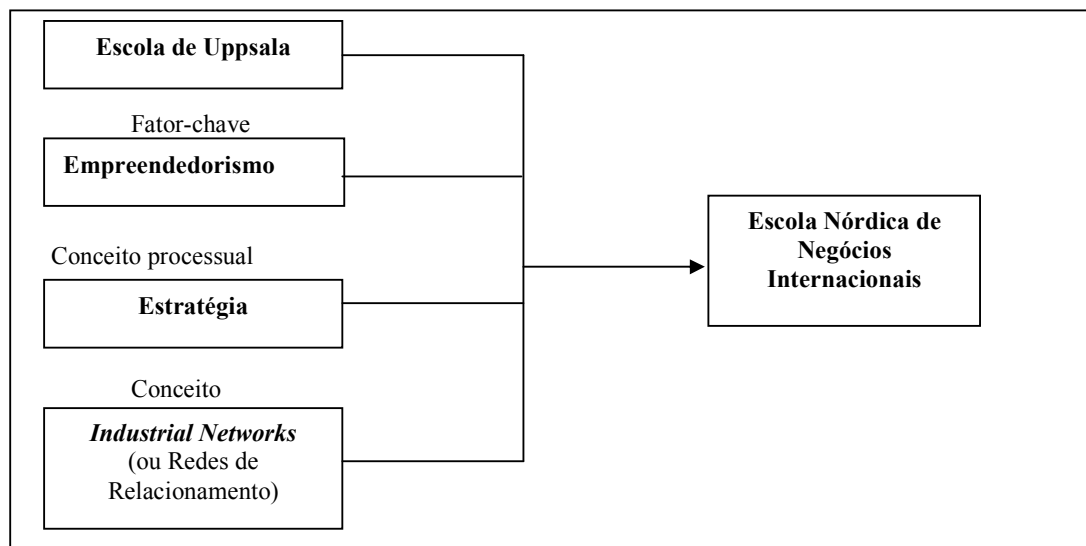 Escola de Uppsala
Fator-chave
Empreendedorismo
Conceito processual
Estratégia
Conceito
Industrial Networks
(ou Redes de
Relacionamento)
Escola Nórdica de
Negócios
Internacionais